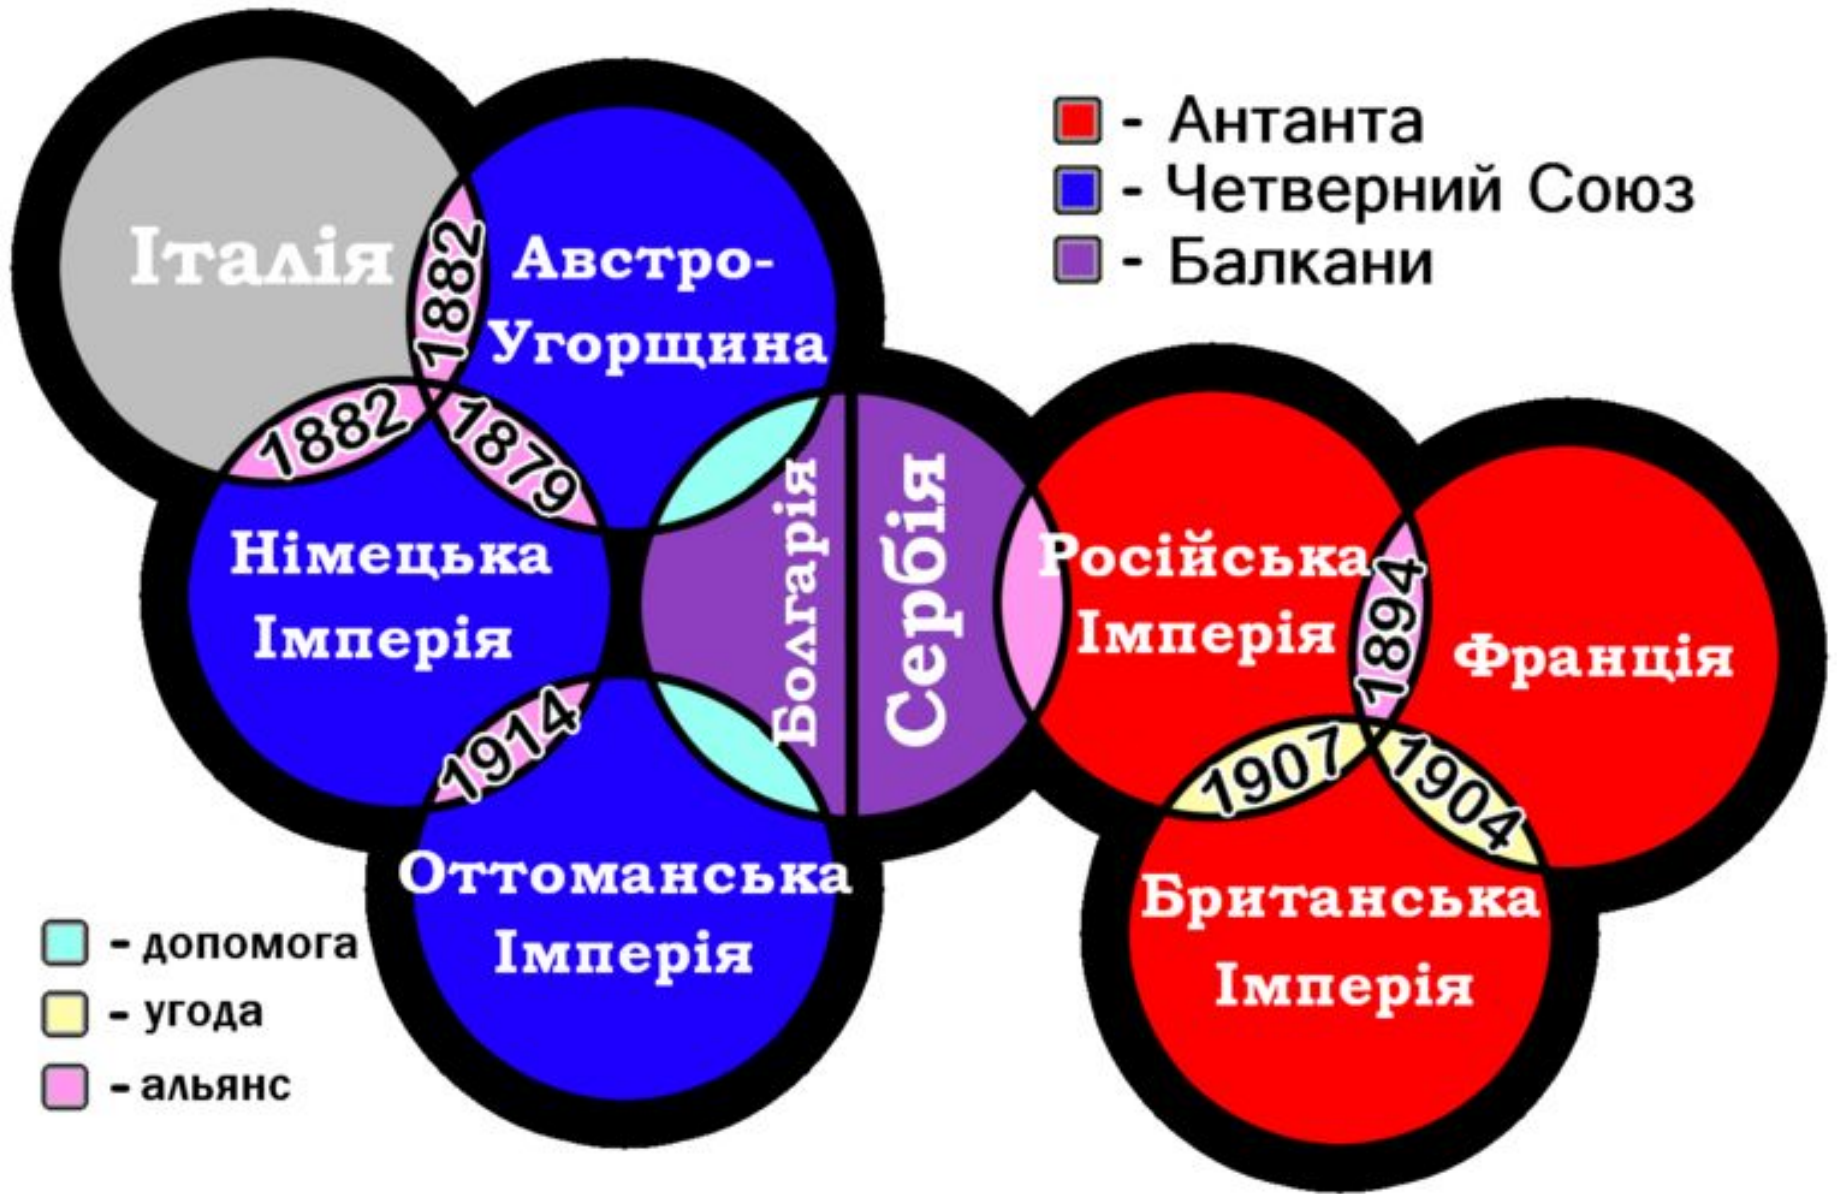 Італія
1882
Австро-
Угорщина
1882
1879
Німецька
Імперія
1914
Оттоманська
Імперія
Болгарія
Сербія
- Антанта
- Четверний Союз
- Балкани
Російська
Імперія
1894
Франція
1907
1904
Британська
Імперія
- допомога
- угода
- альянс